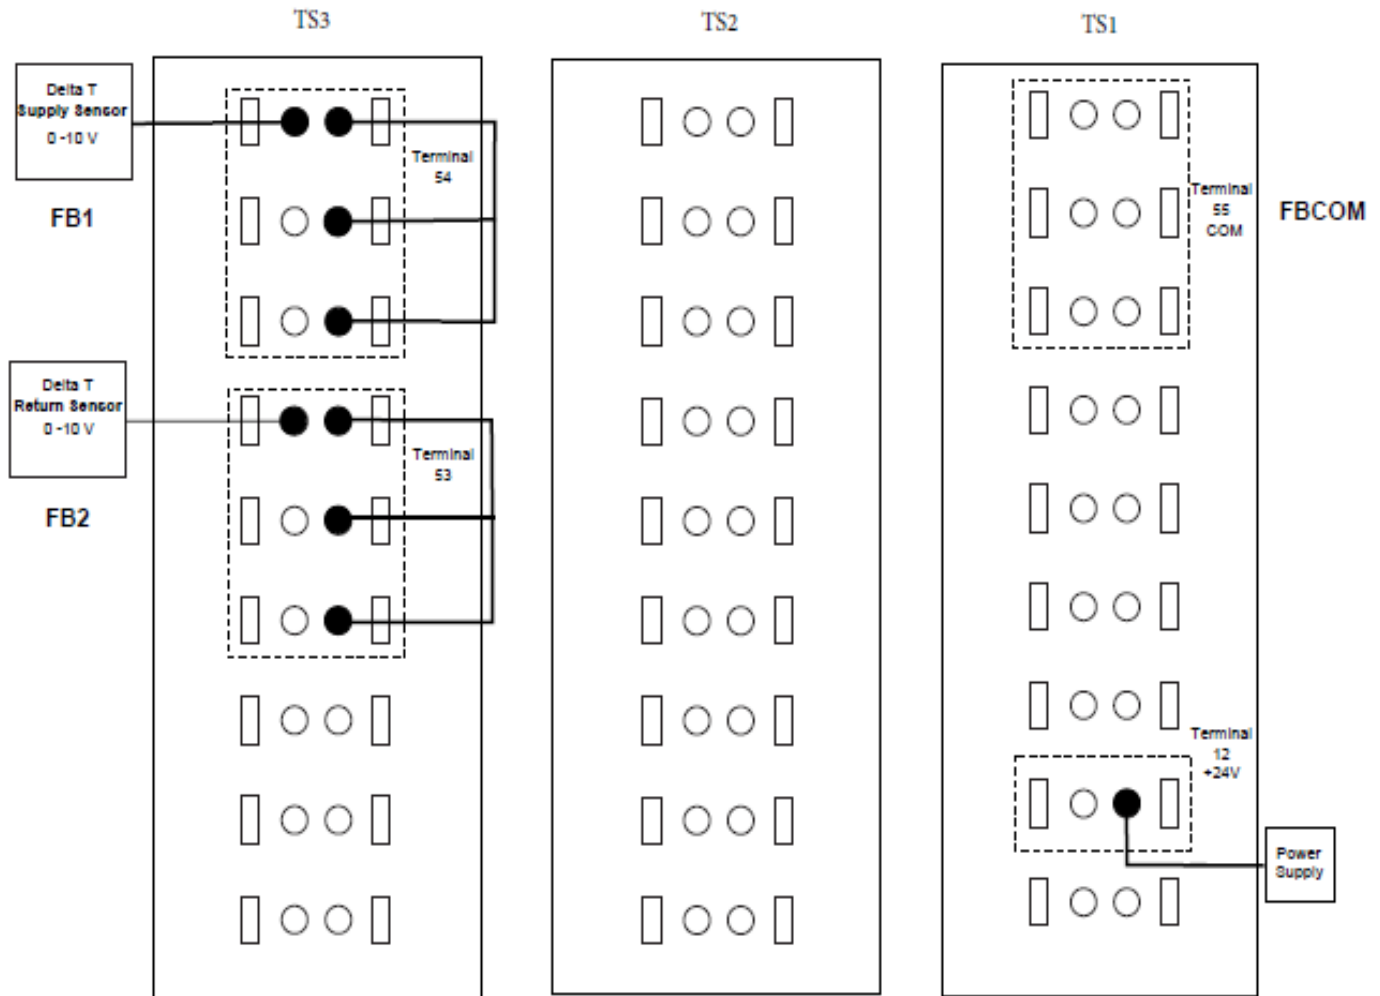 TS3
TS2
TS1
Delta T
Supply Sensor
0 -10 V
FB1
Terminal
54
Terminal
55
COM
FBCOM
Delta T
Return Sensor
0 -10 V
FB2
Terminal
53
Terminal
12
+24V
Power
Supply